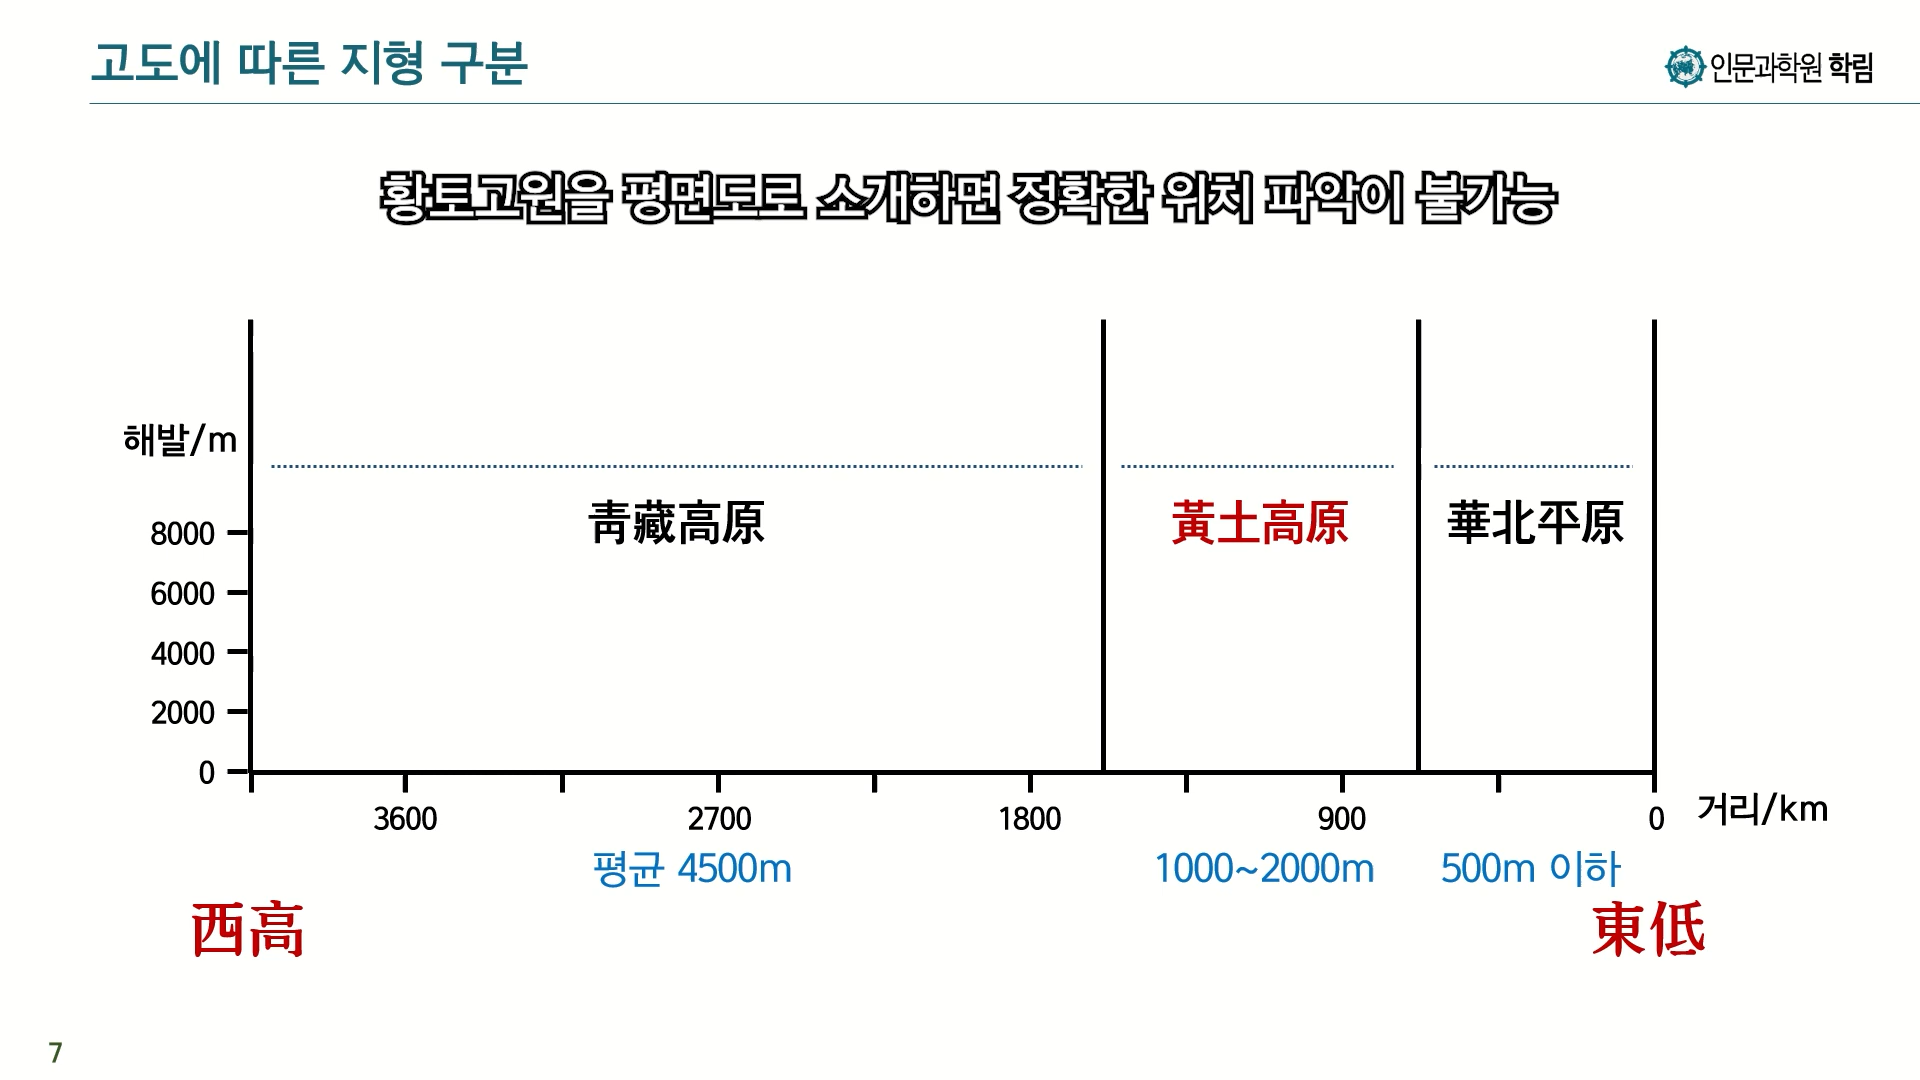 고도에 따른 지형 구분
인문과학원 학림
황토고원을 평면도로 소개하면 정확한 위치 파악이 불가능
해발/m
靑藏高原
黃土高原
華北平原
8000
6000
4000
2000
0
3600
2700
1800
900
0
거리/km
평균 4500m
1000~2000m
500m 이하
西高
東低
7